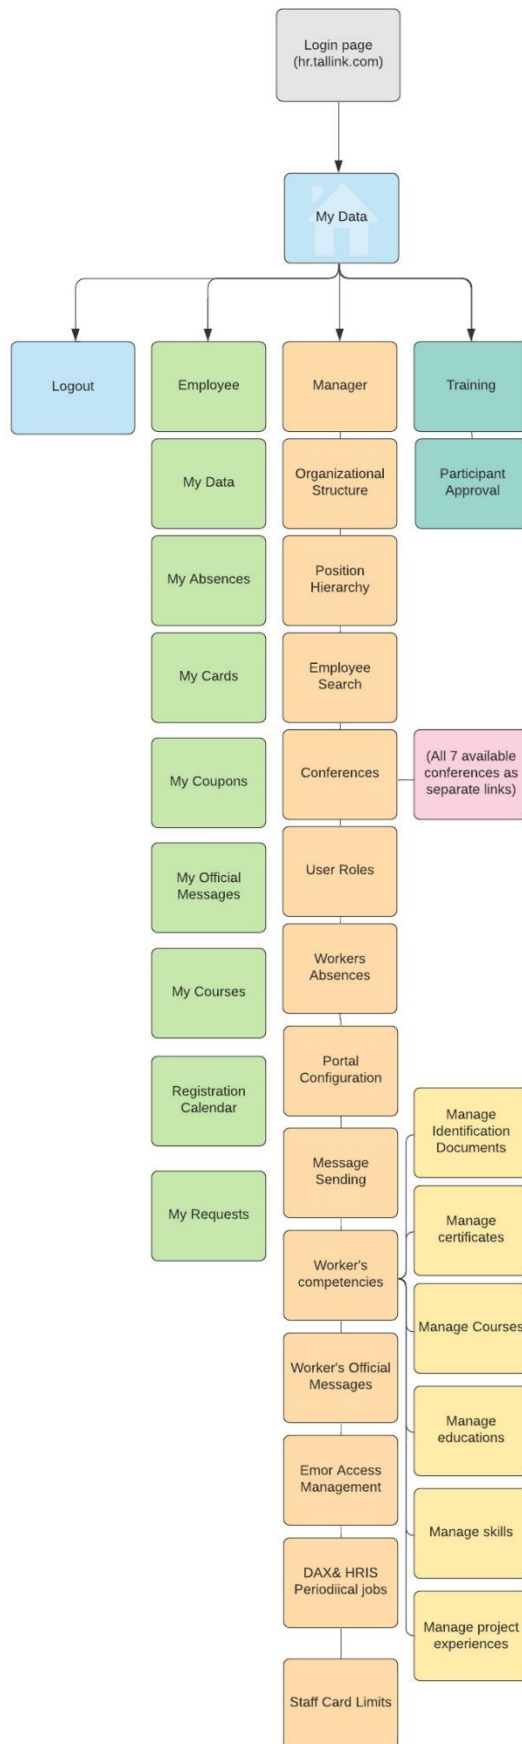 Login page
(hr.tallink.com)
My Data
Logout
Employee
Manager
Training
My Data
Organizational
Structure
Participant
Approval
My Absences
Position
Hierarchy
My Cards
Employee
Search
My Coupons
Conferences
(All 7 available
conferences as
separate links)
My Official
Messages
User Roles
My Courses
Workers
Absences
Registration
Calendar
Portal
Configuration
Manage
Identification
Documents
My Requests
Message
Sending
Manage
certificates
Worker's
competencies
Manage Courses
Worker's Official
Messages
Manage
educations
Emor Access
Management
Manage skills
DAX& HRIS
Periodiical jobs
Manage project
experiences
Staff Card Limits